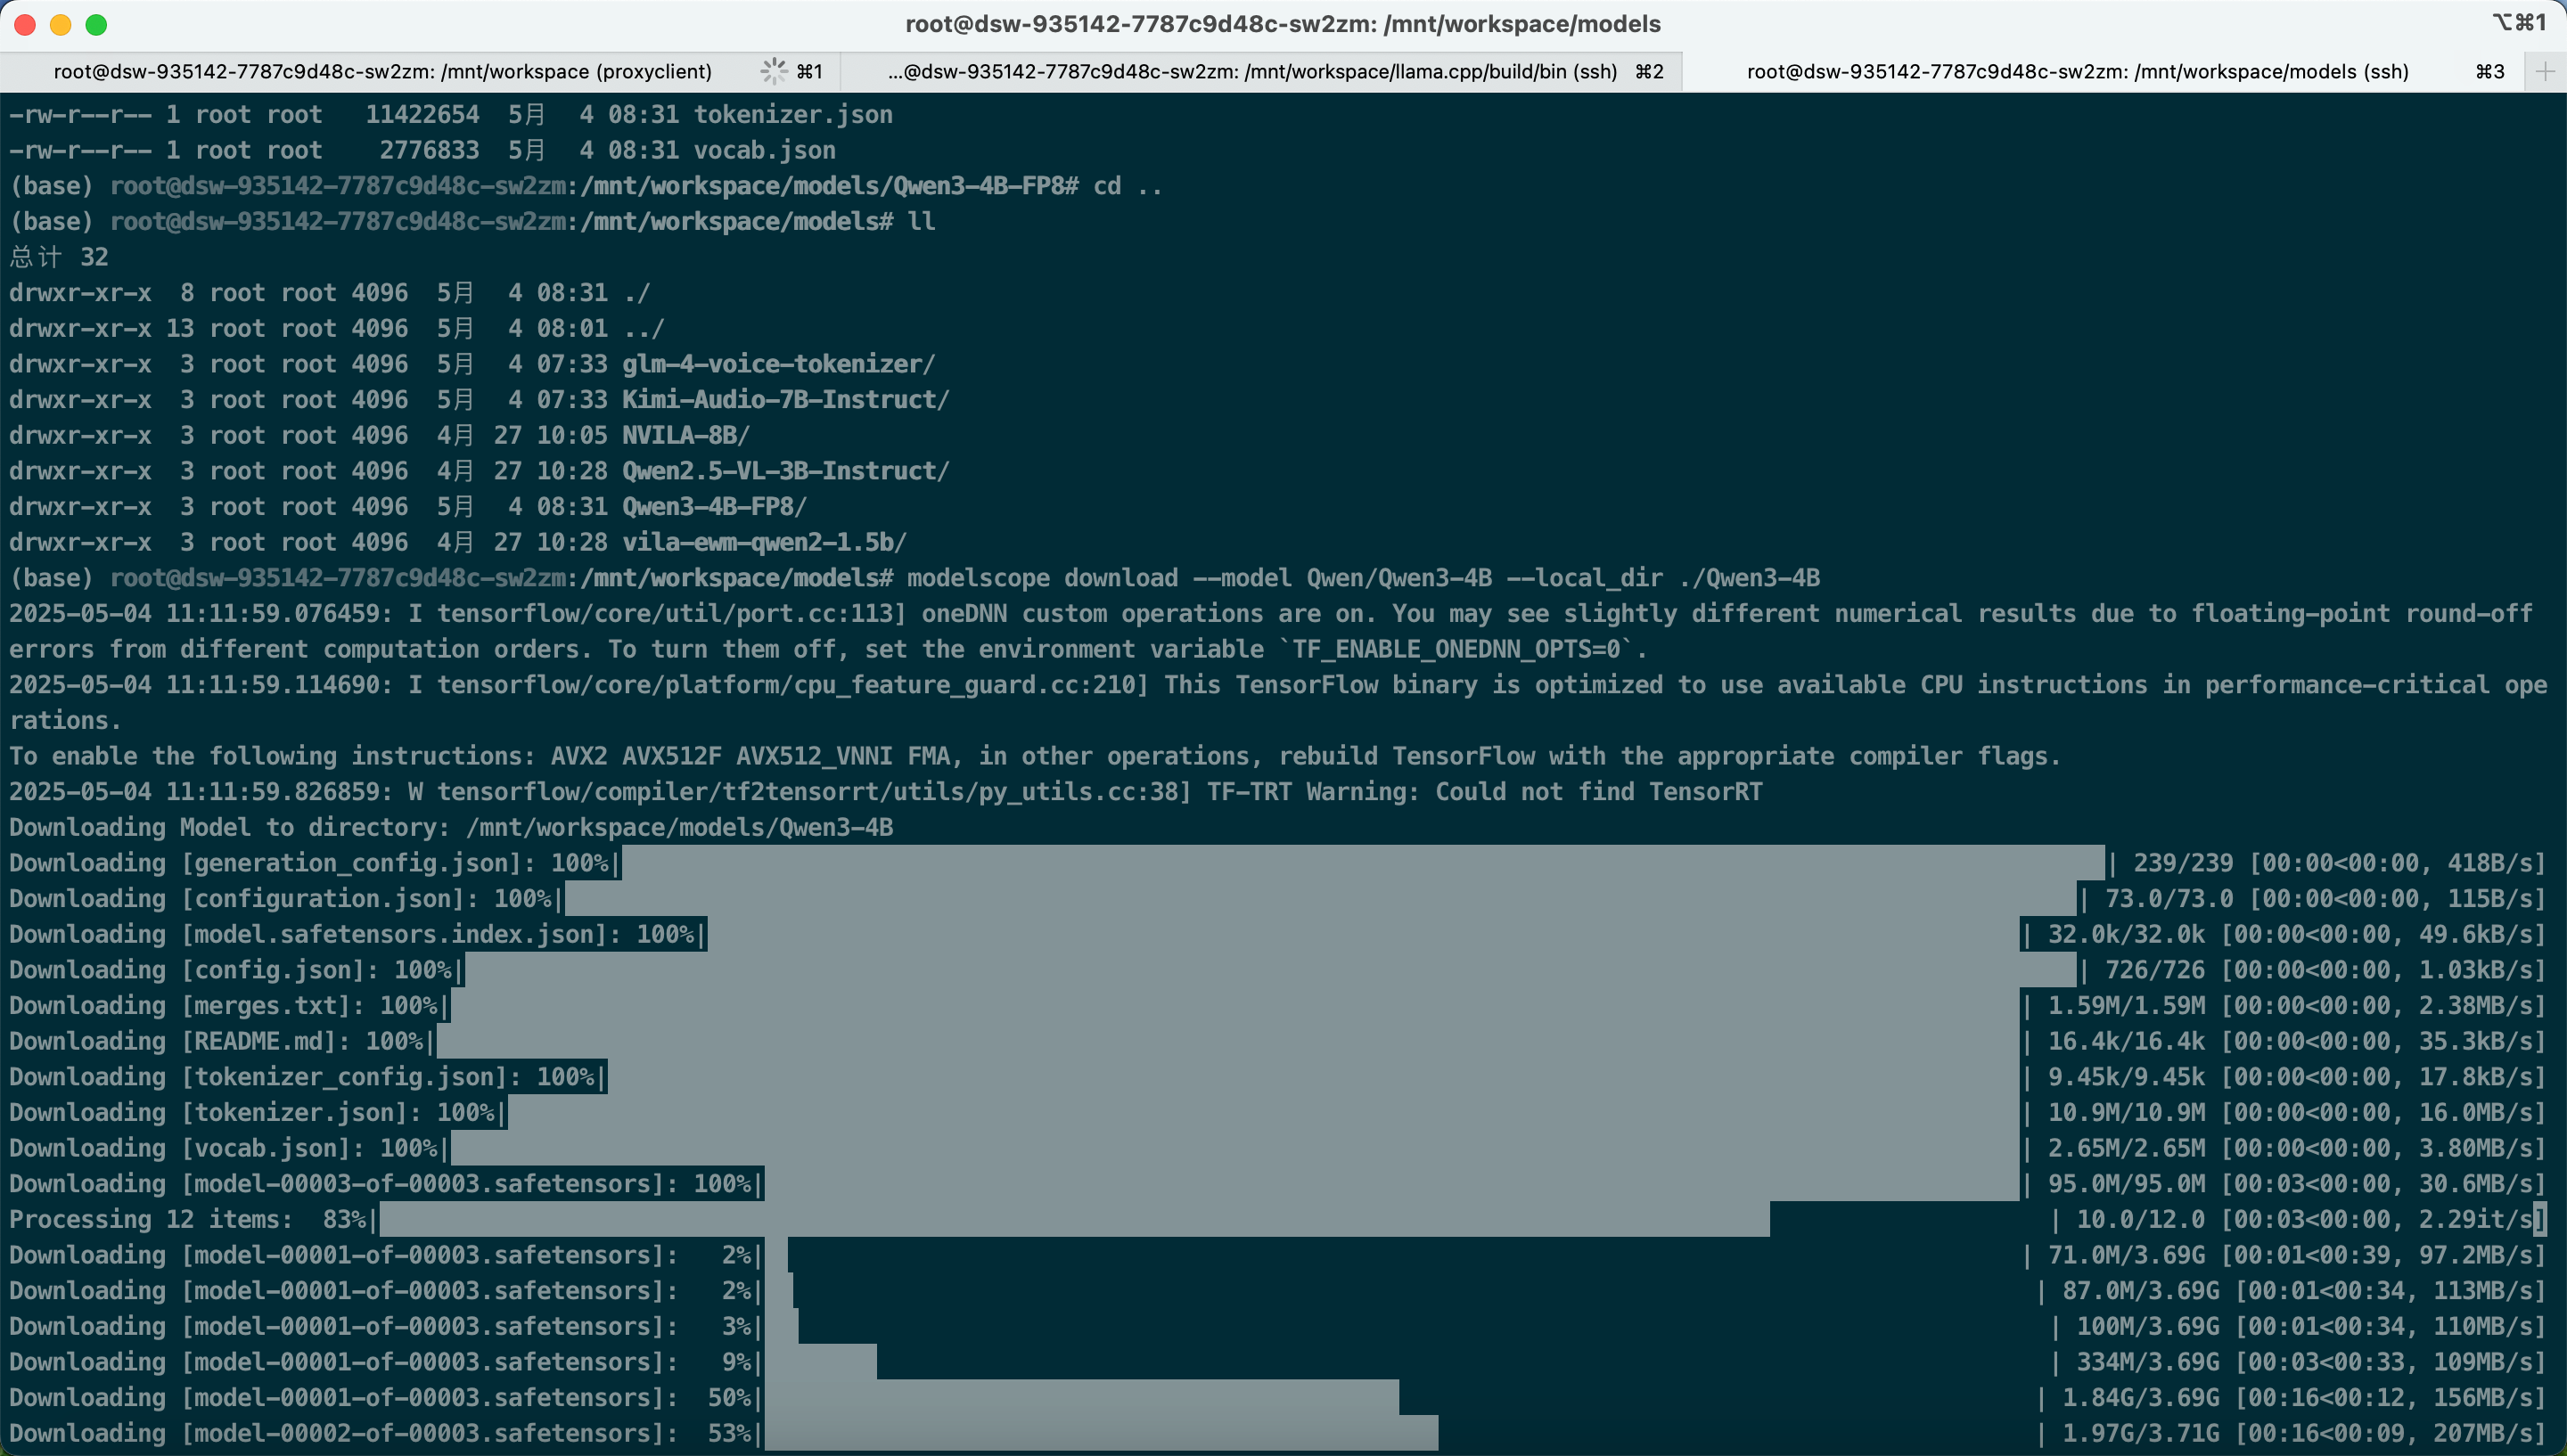 root@dsw-935142-7787c9d48c-sw2zm: /mnt/workspace/models
⌥⌘1
root@dsw-935142-7787c9d48c-sw2zm: /mnt/workspace (proxyclient) ⌘1
...@dsw-935142-7787c9d48c-sw2zm: /mnt/workspace/llama.cpp/build/bin (ssh) ⌘2
root@dsw-935142-7787c9d48c-sw2zm: /mnt/workspace/models (ssh) ⌘3
-rw-r--r-- 1 root root   11422654  5月   4 08:31 tokenizer.json
-rw-r--r-- 1 root root    2776833  5月   4 08:31 vocab.json
(base) root@dsw-935142-7787c9d48c-sw2zm:/mnt/workspace/models/Qwen3-4B-FP8# cd ..
(base) root@dsw-935142-7787c9d48c-sw2zm:/mnt/workspace/models# ll
总计 32
drwxr-xr-x  8 root root 4096  5月   4 08:31 ./
drwxr-xr-x 13 root root 4096  5月   4 08:01 ../
drwxr-xr-x  3 root root 4096  5月   4 07:33 glm-4-voice-tokenizer/
drwxr-xr-x  3 root root 4096  5月   4 07:33 Kimi-Audio-7B-Instruct/
drwxr-xr-x  3 root root 4096  4月  27 10:05 NVILA-8B/
drwxr-xr-x  3 root root 4096  4月  27 10:28 Qwen2.5-VL-3B-Instruct/
drwxr-xr-x  3 root root 4096  5月   4 08:31 Qwen3-4B-FP8/
drwxr-xr-x  3 root root 4096  4月  27 10:28 vila-ewm-qwen2-1.5b/
(base) root@dsw-935142-7787c9d48c-sw2zm:/mnt/workspace/models# modelscope download --model Qwen/Qwen3-4B --local_dir ./Qwen3-4B
2025-05-04 11:11:59.076459: I tensorflow/core/util/port.cc:113] oneDNN custom operations are on. You may see slightly different numerical results due to floating-point round-off
errors from different computation orders. To turn them off, set the environment variable `TF_ENABLE_ONEDNN_OPTS=0`.
2025-05-04 11:11:59.114690: I tensorflow/core/platform/cpu_feature_guard.cc:210] This TensorFlow binary is optimized to use available CPU instructions in performance-critical ope
rations.
To enable the following instructions: AVX2 AVX512F AVX512_VNNI FMA, in other operations, rebuild TensorFlow with the appropriate compiler flags.
2025-05-04 11:11:59.826859: W tensorflow/compiler/tf2tensorrt/utils/py_utils.cc:38] TF-TRT Warning: Could not find TensorRT
Downloading Model to directory: /mnt/workspace/models/Qwen3-4B
Downloading [generation_config.json]: 100%| | 239/239 [00:00<00:00, 418B/s]
Downloading [configuration.json]: 100%| | 73.0/73.0 [00:00<00:00, 115B/s]
Downloading [model.safetensors.index.json]: 100%| | 32.0k/32.0k [00:00<00:00, 49.6kB/s]
Downloading [config.json]: 100%| | 726/726 [00:00<00:00, 1.03kB/s]
Downloading [merges.txt]: 100%| | 1.59M/1.59M [00:00<00:00, 2.38MB/s]
Downloading [README.md]: 100%| | 16.4k/16.4k [00:00<00:00, 35.3kB/s]
Downloading [tokenizer_config.json]: 100%| | 9.45k/9.45k [00:00<00:00, 17.8kB/s]
Downloading [tokenizer.json]: 100%| | 10.9M/10.9M [00:00<00:00, 16.0MB/s]
Downloading [vocab.json]: 100%| | 2.65M/2.65M [00:00<00:00, 3.80MB/s]
Downloading [model-00003-of-00003.safetensors]: 100%| | 95.0M/95.0M [00:03<00:00, 30.6MB/s]
Processing 12 items:  83%| | 10.0/12.0 [00:03<00:00, 2.29it/s]
Downloading [model-00001-of-00003.safetensors]:   2%| | 71.0M/3.69G [00:01<00:39, 97.2MB/s]
Downloading [model-00001-of-00003.safetensors]:   2%| | 87.0M/3.69G [00:01<00:34, 113MB/s]
Downloading [model-00001-of-00003.safetensors]:   3%| | 100M/3.69G [00:01<00:34, 110MB/s]
Downloading [model-00001-of-00003.safetensors]:   9%| | 334M/3.69G [00:03<00:33, 109MB/s]
Downloading [model-00001-of-00003.safetensors]:  50%| | 1.84G/3.69G [00:16<00:12, 156MB/s]
Downloading [model-00002-of-00003.safetensors]:  53%| | 1.97G/3.71G [00:16<00:09, 207MB/s]